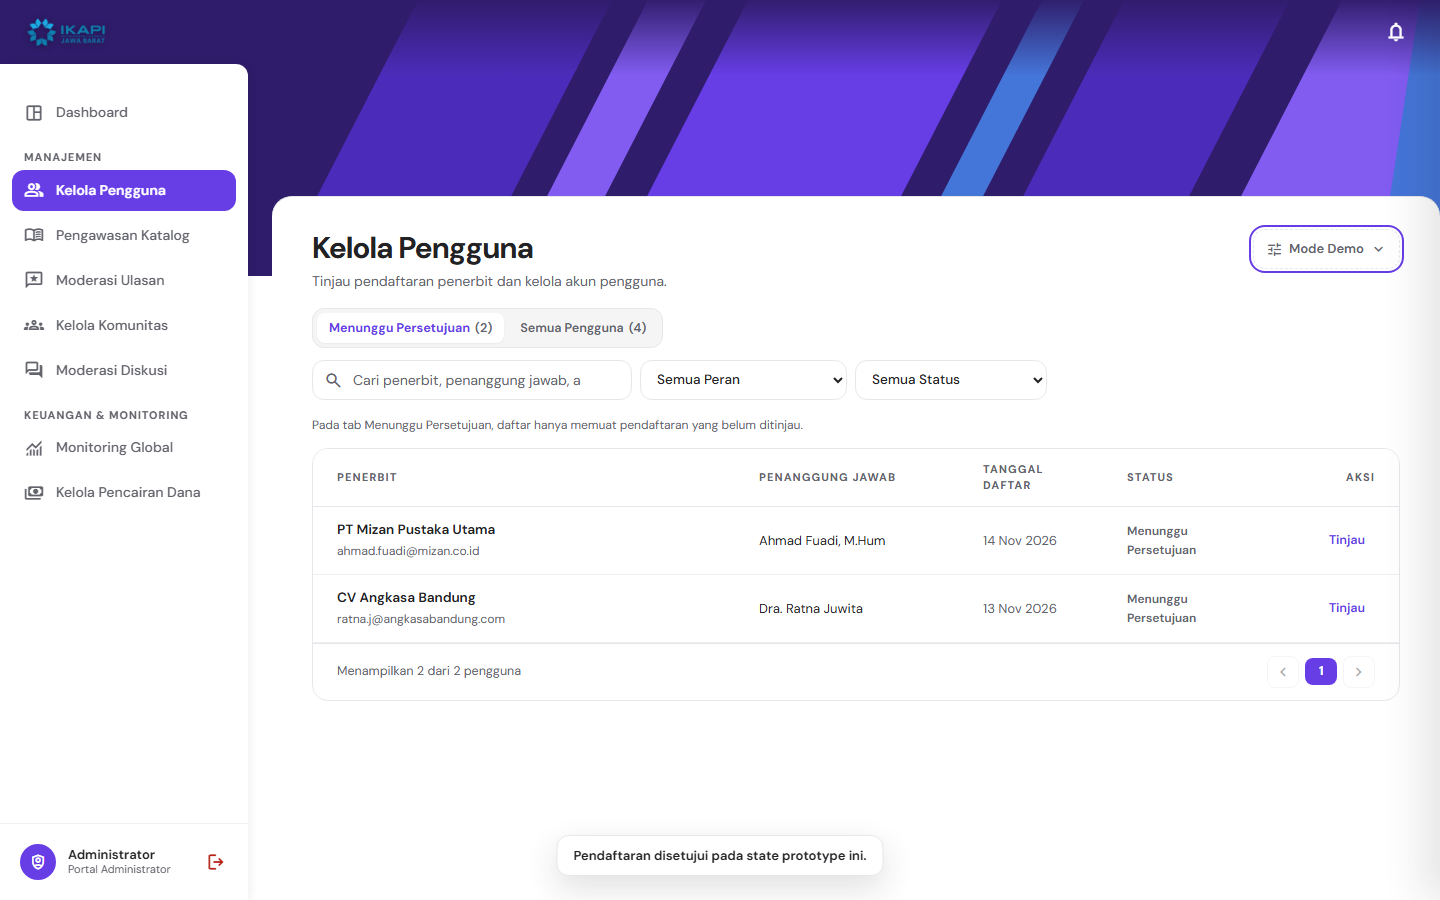 IKAPI
JAWA BARAT
Dashboard
MANAJEMEN
Kelola Pengguna
Pengawasan Katalog
Moderasi Ulasan
Kelola Komunitas
Moderasi Diskusi
KEUANGAN & MONITORING
Monitoring Global
Kelola Pencairan Dana
Administrator
Portal Administrator
Kelola Pengguna
Tinjau pendaftaran penerbit dan kelola akun pengguna.
Mode Demo
Menunggu Persetujuan (2) Semua Pengguna (4)
Cari penerbit, penanggung jawab, a Semua Peran Semua Status
Pada tab Menunggu Persetujuan, daftar hanya memuat pendaftaran yang belum ditinjau.
PENERBIT PENANGGUNG JAWAB TANGGAL DAFTAR STATUS AKSI
PT Mizan Pustaka Utama
ahmad.fuadi@mizan.co.id
Ahmad Fuadi, M.Hum
14 Nov 2026
Menunggu
Persetujuan
Tinjau
CV Angkasa Bandung
ratna.j@angkasabandung.com
Dra. Ratna Juwita
13 Nov 2026
Menunggu
Persetujuan
Tinjau
Menampilkan 2 dari 2 pengguna
1
Pendaftaran disetujui pada state prototype ini.